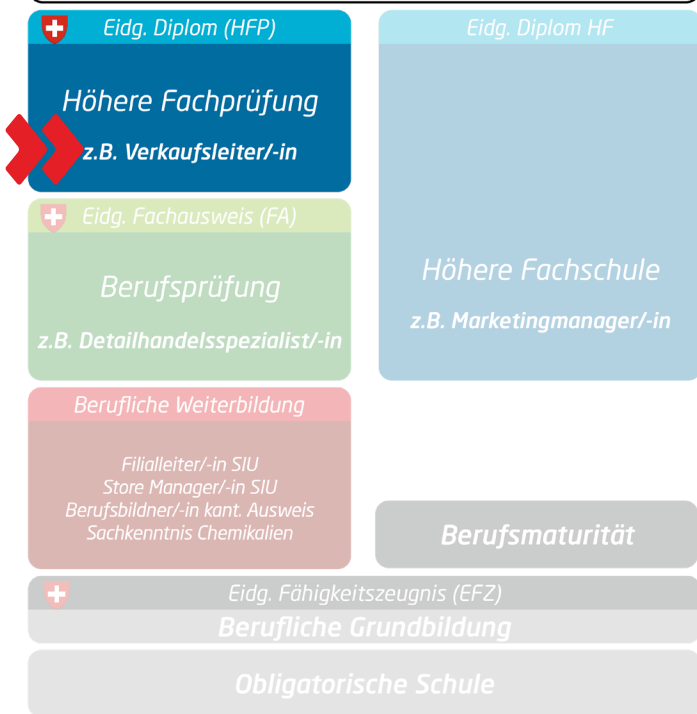 Eidg. Diplom (HFP)
Höhere Fachprüfung
z.B. Verkaufsleiter/-in
Eidg. Diplom HF
Höhere Fachschule
z.B. Marketingmanager/-in
Eidg. Fachausweis (FA)
Berufsprüfung
z.B. Detailhandelsspezialist/-in
Berufliche Weiterbildung
Filialleiter/-in SIU
Store Manager/-in SIU
Berufsbildner/-in kant. Ausweis
Sachkenntnis Chemikalien
Berufsmaturität
Eidg. Fähigkeitszeugnis (EFZ)
Berufliche Grundbildung
Obligatorische Schule